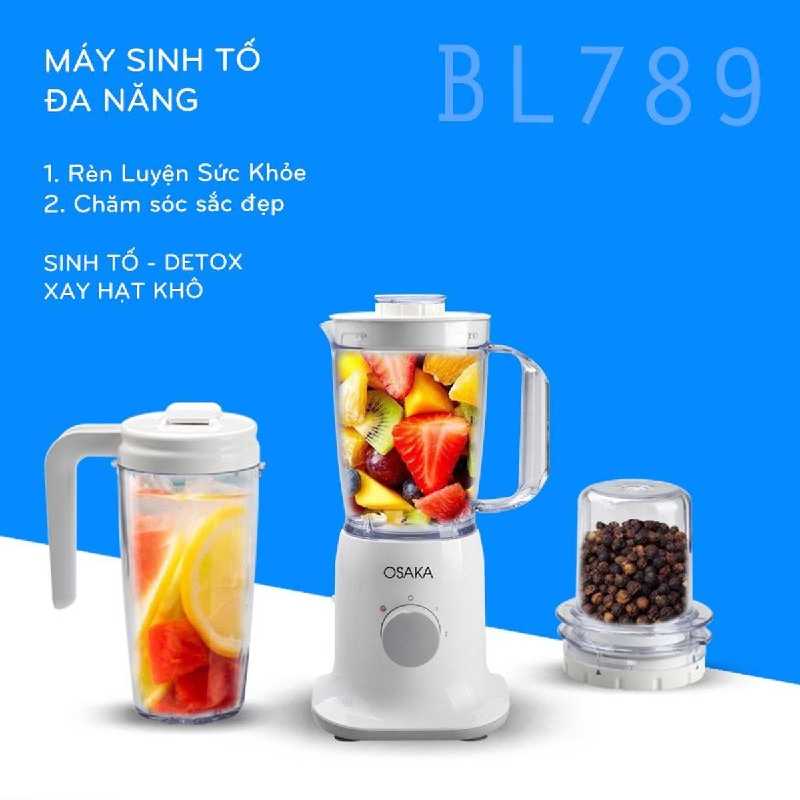 MÁY SINH TỐ
ĐA NĂNG
BL789
1. Rèn Luyện Sức Khỏe
2. Chăm sóc sắc đẹp
SINH TỐ - DETOX
XAY HẠT KHÔ
OSAKA